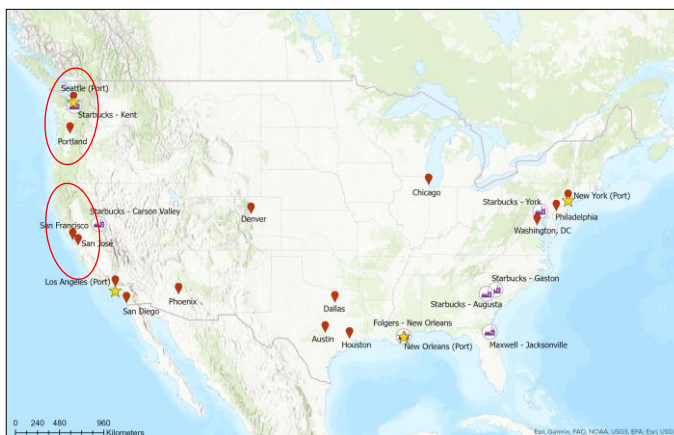 Seattle (Port)
Starbucks - Kent
Portland
Chicago
Starbucks - York
New York (Port)
Philadelphia
Washington, DC
Denver
Starbucks - Carson Valley
San Francisco
San Jose
Los Angeles (Port)
San Diego
Phoenix
Starbucks - Gaston
Starbucks - Augusta
Dallas
Folgers - New Orleans
Austin
Houston
New Orleans (Port)
Maxwell - Jacksonville
0 240 480 960
Kilometers
Esri, Garmin, FAO, NOAA, USGS, EPA; Esri, USGS